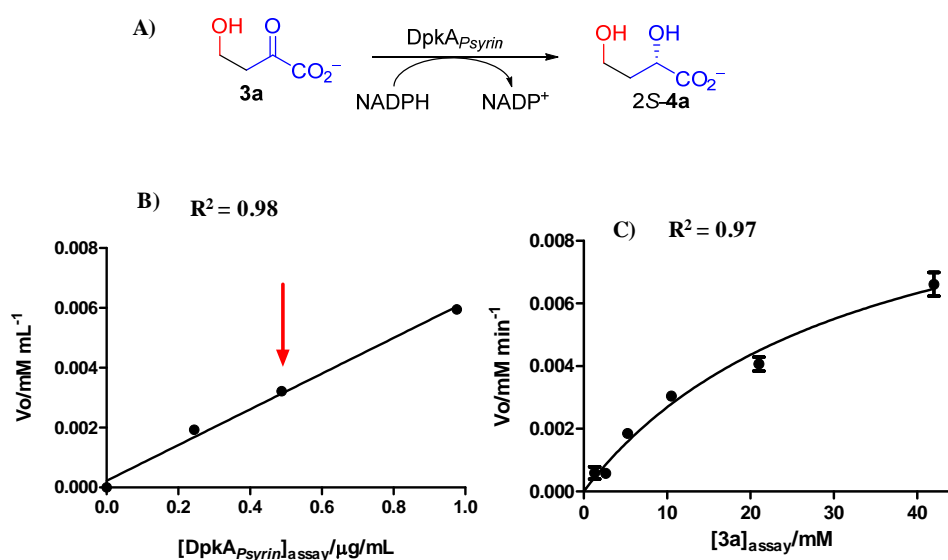 A)
OH O
CO₂⁻
3a
DpkA_Psyrin
NADPH NADP⁺
OH OH
CO₂⁻
2S-4a
B) R² = 0.98
Vo/mM mL⁻¹
0.008
0.006
0.004
0.002
0.000
0.0 0.2 0.4 0.6 0.8 1.0
[DpkA_Psyrin]assay/μg/mL
C) R² = 0.97
Vo/mM min⁻¹
0.008
0.006
0.004
0.002
0.000
0 10 20 30 40
[3a]assay/mM